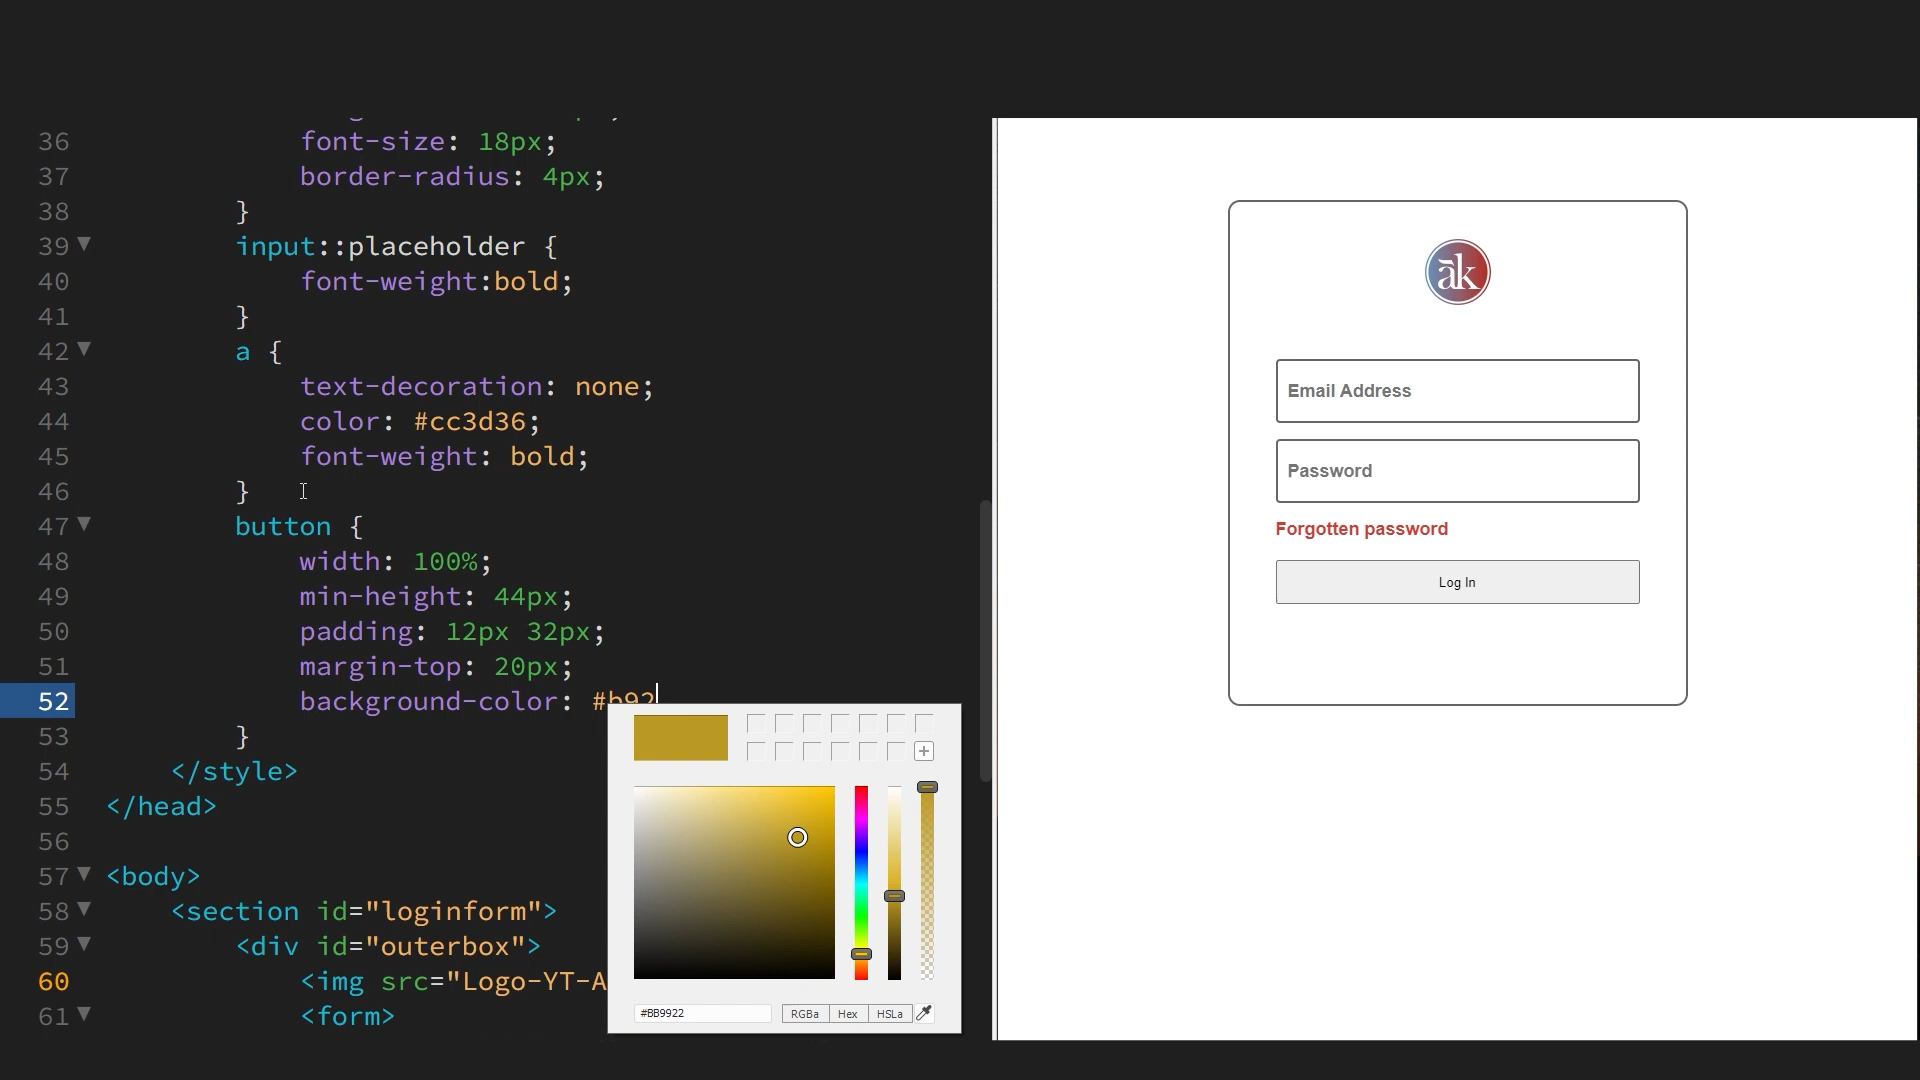 36 font-size: 18px;
37 border-radius: 4px;
38 }
39 input::placeholder {
40 font-weight:bold;
41 }
42 a {
43 text-decoration: none;
44 color: #cc3d36;
45 font-weight: bold;
46 }
47 button {
48 width: 100%;
49 min-height: 44px;
50 padding: 12px 32px;
51 margin-top: 20px;
52 background-color: #b92
53 }
54 </style>
55 </head>
56
57 <body>
58 <section id="loginform">
59 <div id="outerbox">
60 <img src="Logo-YT-A
61 <form>
#BB9922 RGBa Hex HSLa
āk
Email Address
Password
Forgotten password
Log In